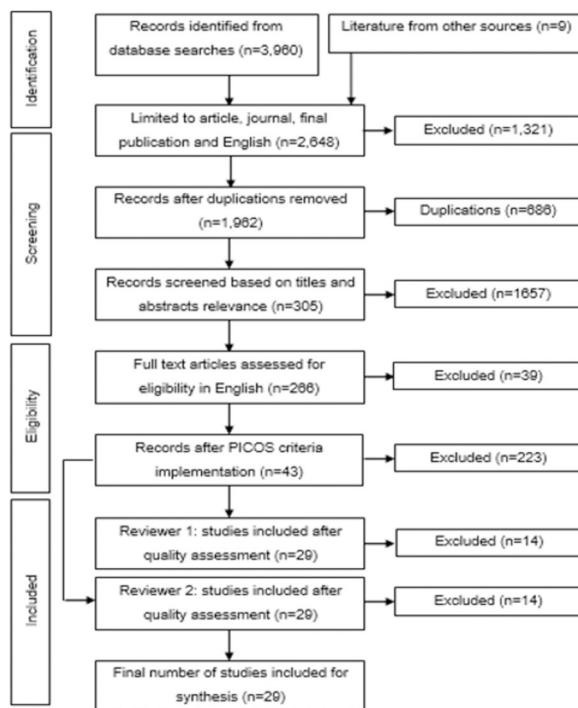 Records identified from
database searches (n=3,960)
Literature from other sources (n=9)
Identification
Limited to article, journal, final
publication and English (n=2,648)
Excluded (n=1,321)
Screening
Records after duplications removed
(n=1,962)
Duplications (n=686)
Records screened based on titles and
abstracts relevance (n=305)
Excluded (n=1657)
Eligibility
Full text articles assessed for
eligibility in English (n=266)
Excluded (n=39)
Records after PICOS criteria
implementation (n=43)
Excluded (n=223)
Included
Reviewer 1: studies included after
quality assessment (n=29)
Excluded (n=14)
Reviewer 2: studies included after
quality assessment (n=29)
Excluded (n=14)
Final number of studies included for
synthesis (n=29)